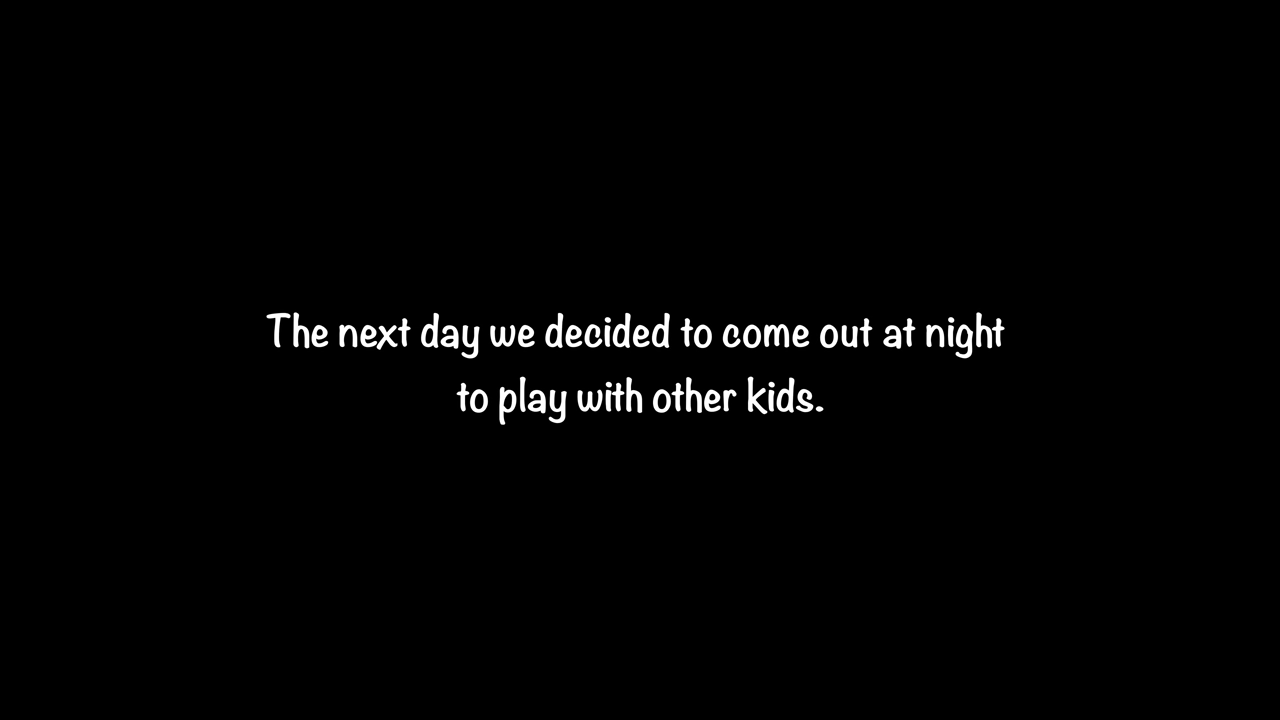 The next day we decided to come out at night
to play with other kids.